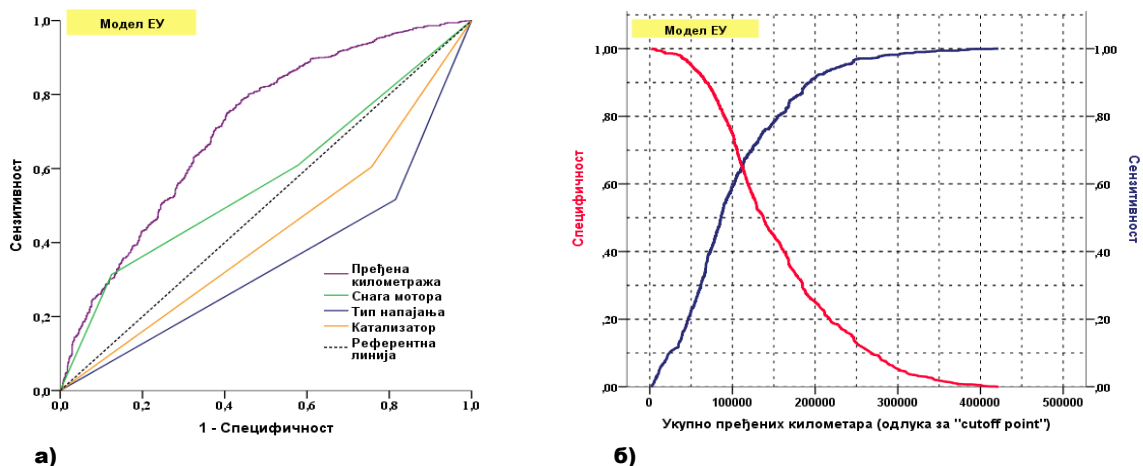 Модел ЕУ
1,0
0,8
0,6
0,4
0,2
0,0
Сензитивност
Пређена
километража
Снага мотора
Тип напајања
Катализатор
Референтна
линија
0,0 0,2 0,4 0,6 0,8 1,0
1 - Специфичност
а)
Модел ЕУ
1,00
,80
,60
,40
,20
,00
Специфичност
1,00
,80
,60
,40
,20
,00
Сензитивност
0 100000 200000 300000 400000 500000
Укупно пређених километара (одлука за "cutoff point")
б)